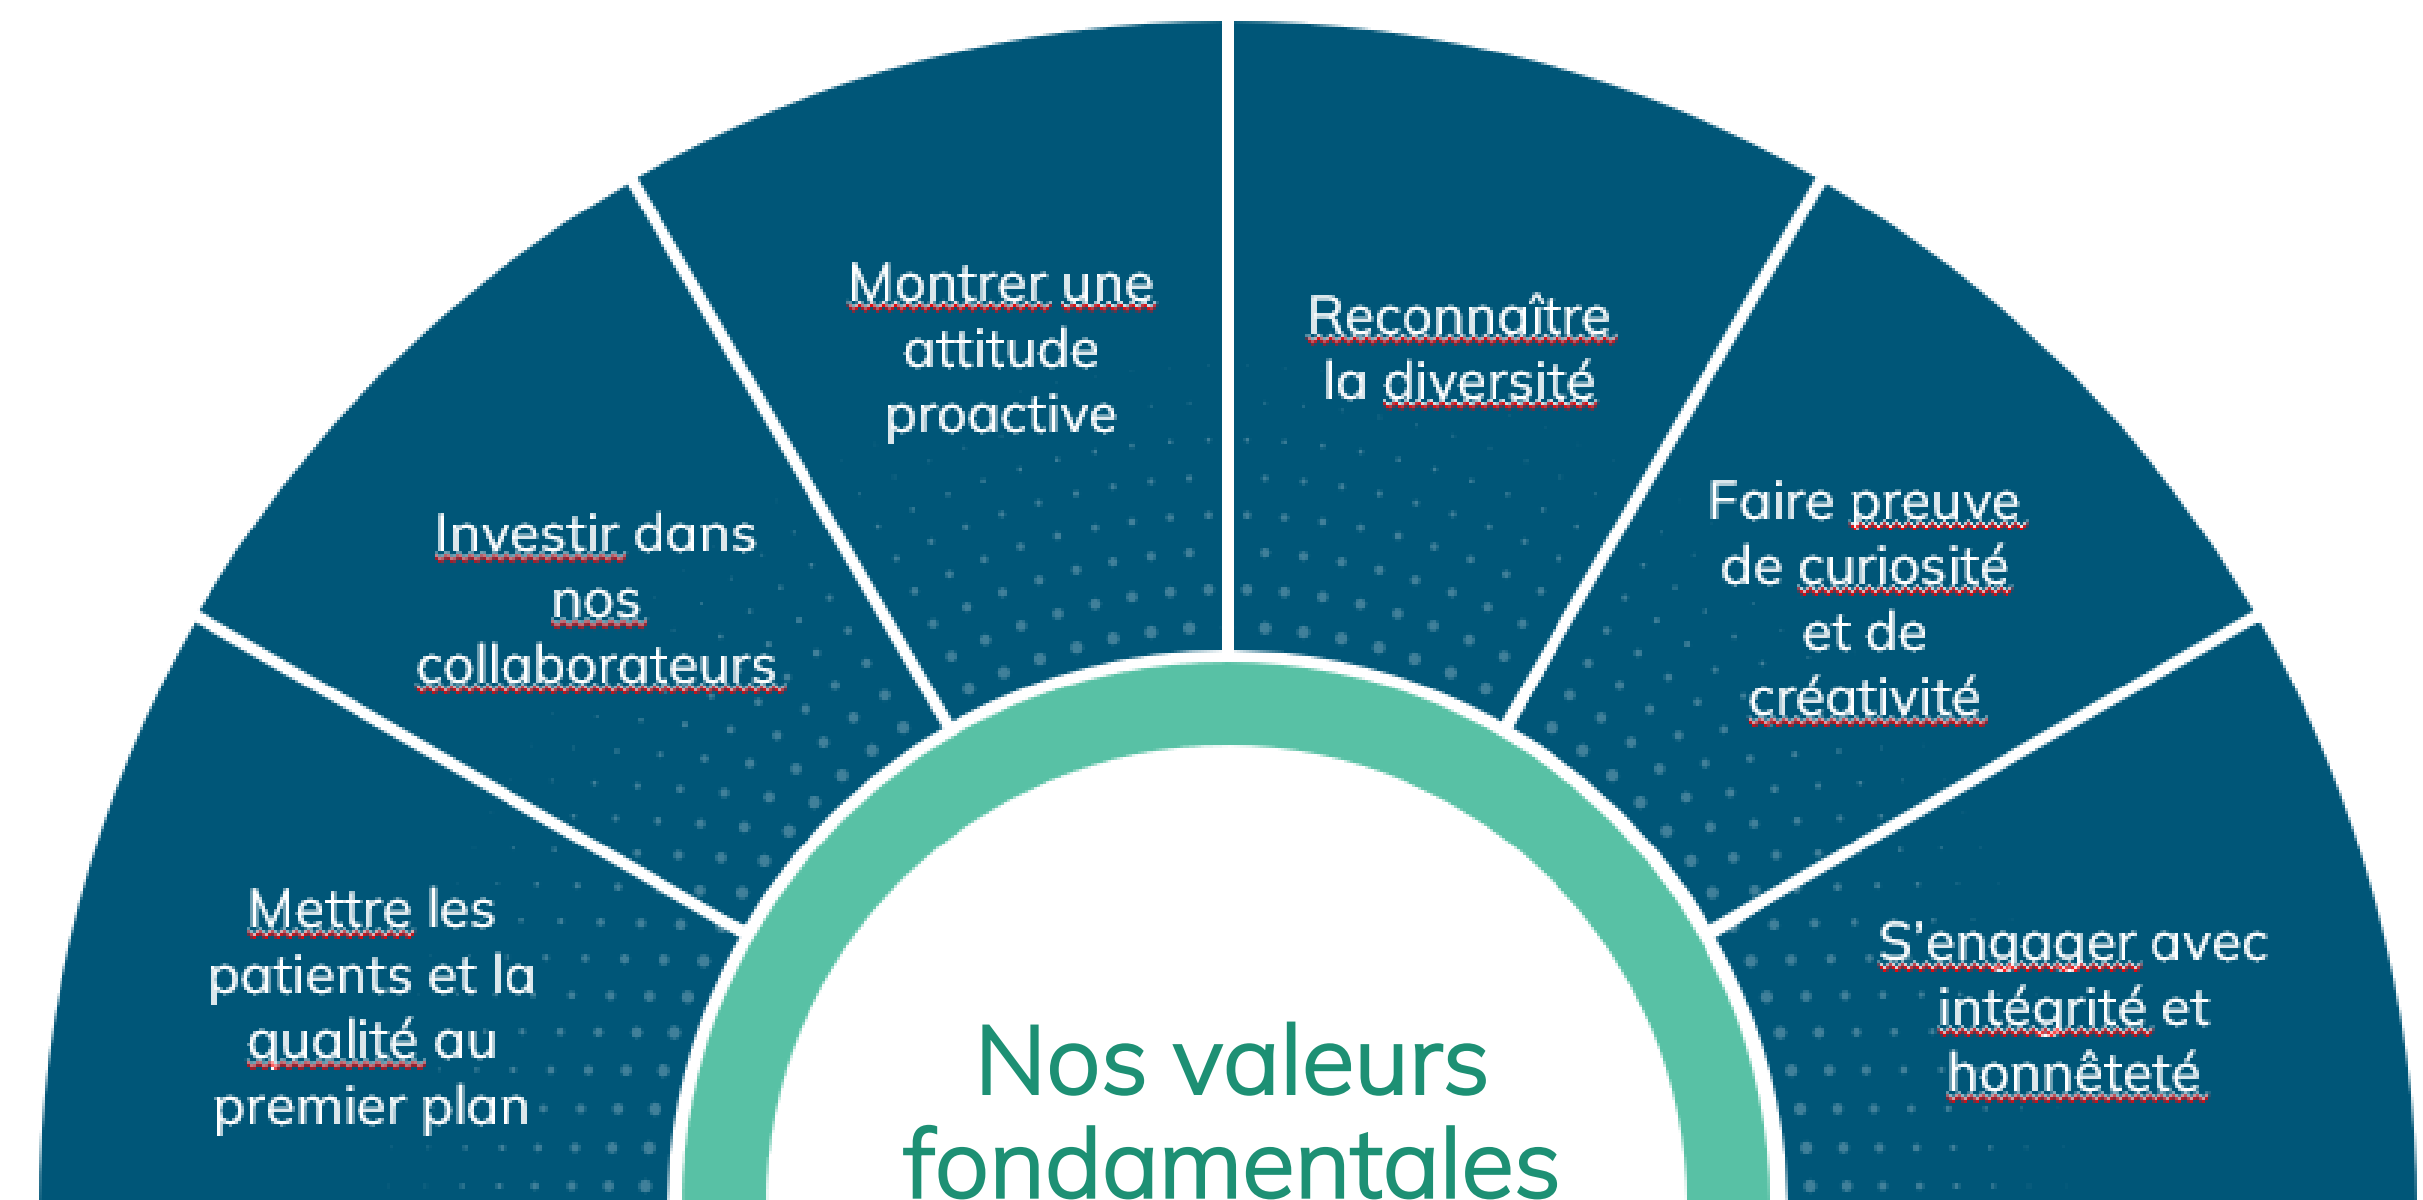 Mettre les
patients et la
qualité au
premier plan
Investir dans
nos
collaborateurs
Montrer une
attitude
proactive
Reconnaître
la diversité
Faire preuve
de curiosité
et de
créativité
S'engager avec
intégrité et
honnêteté
Nos valeurs
fondamentales